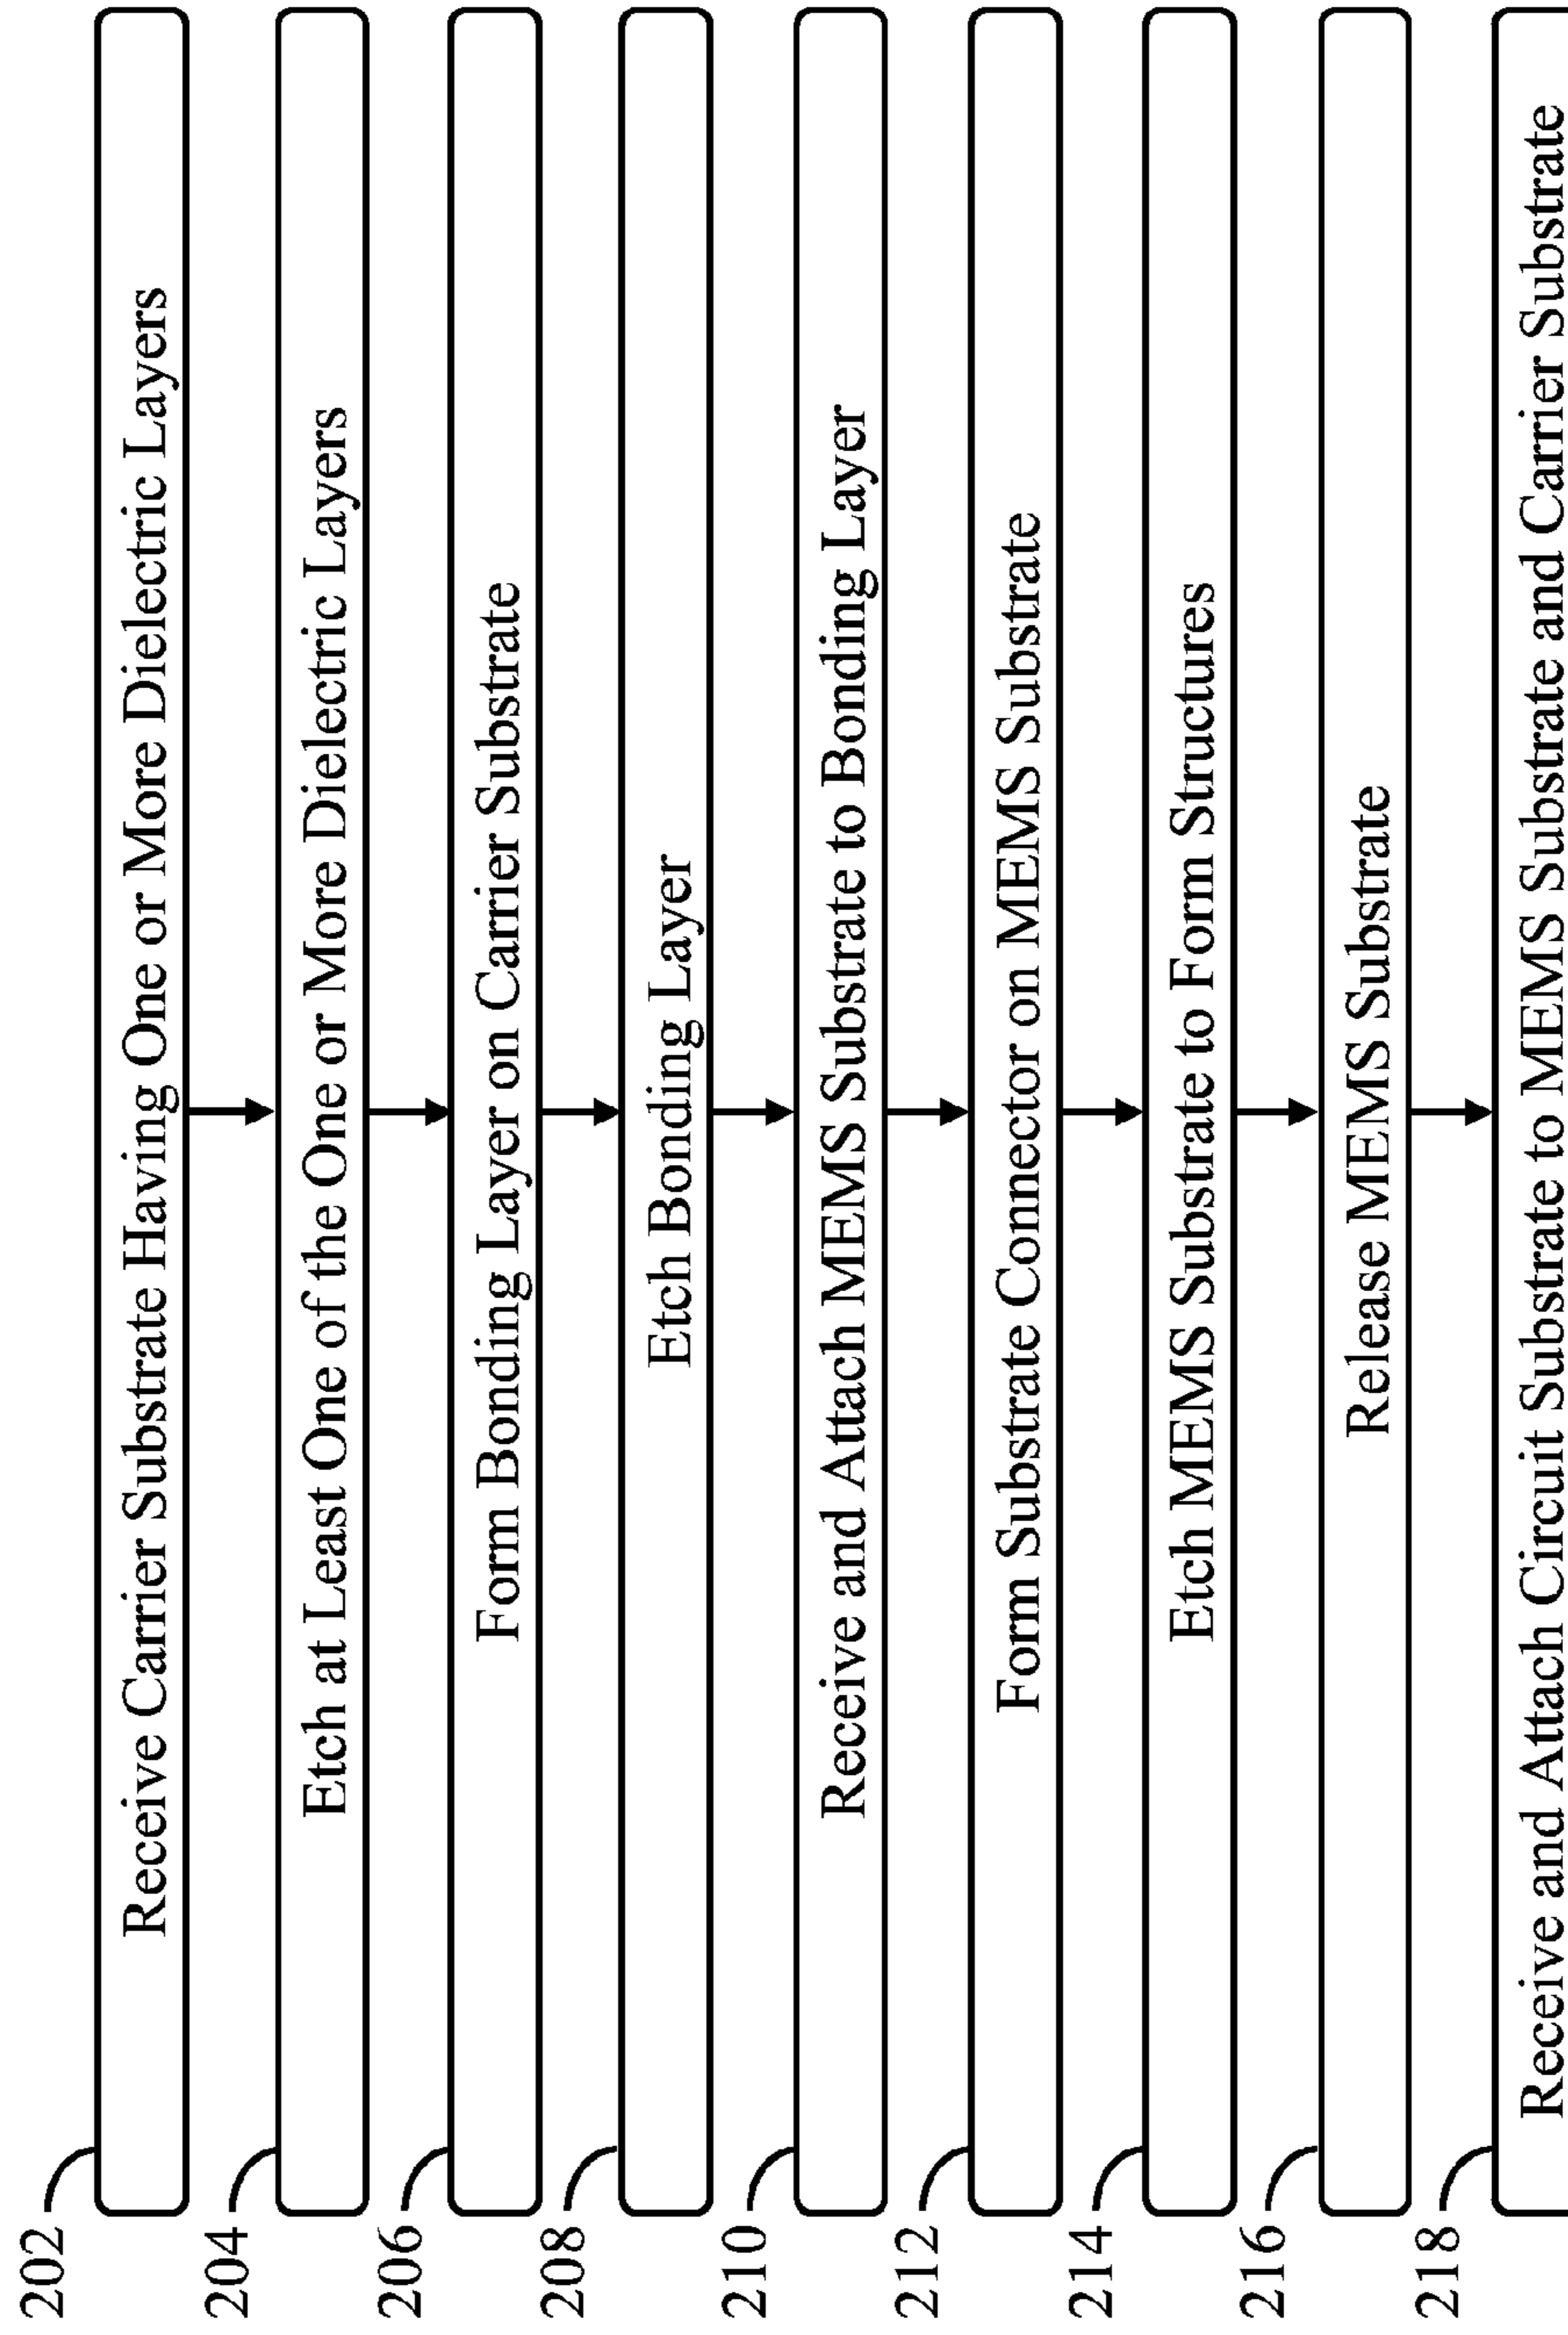 202
Receive Carrier Substrate Having One or More Dielectric Layers
204
Etch at Least One of the One or More Dielectric Layers
206
Form Bonding Layer on Carrier Substrate
208
Etch Bonding Layer
210
Receive and Attach MEMS Substrate to Bonding Layer
212
Form Substrate Connector on MEMS Substrate
214
Etch MEMS Substrate to Form Structures
216
Release MEMS Substrate
218
Receive and Attach Circuit Substrate to MEMS Substrate and Carrier Substrate